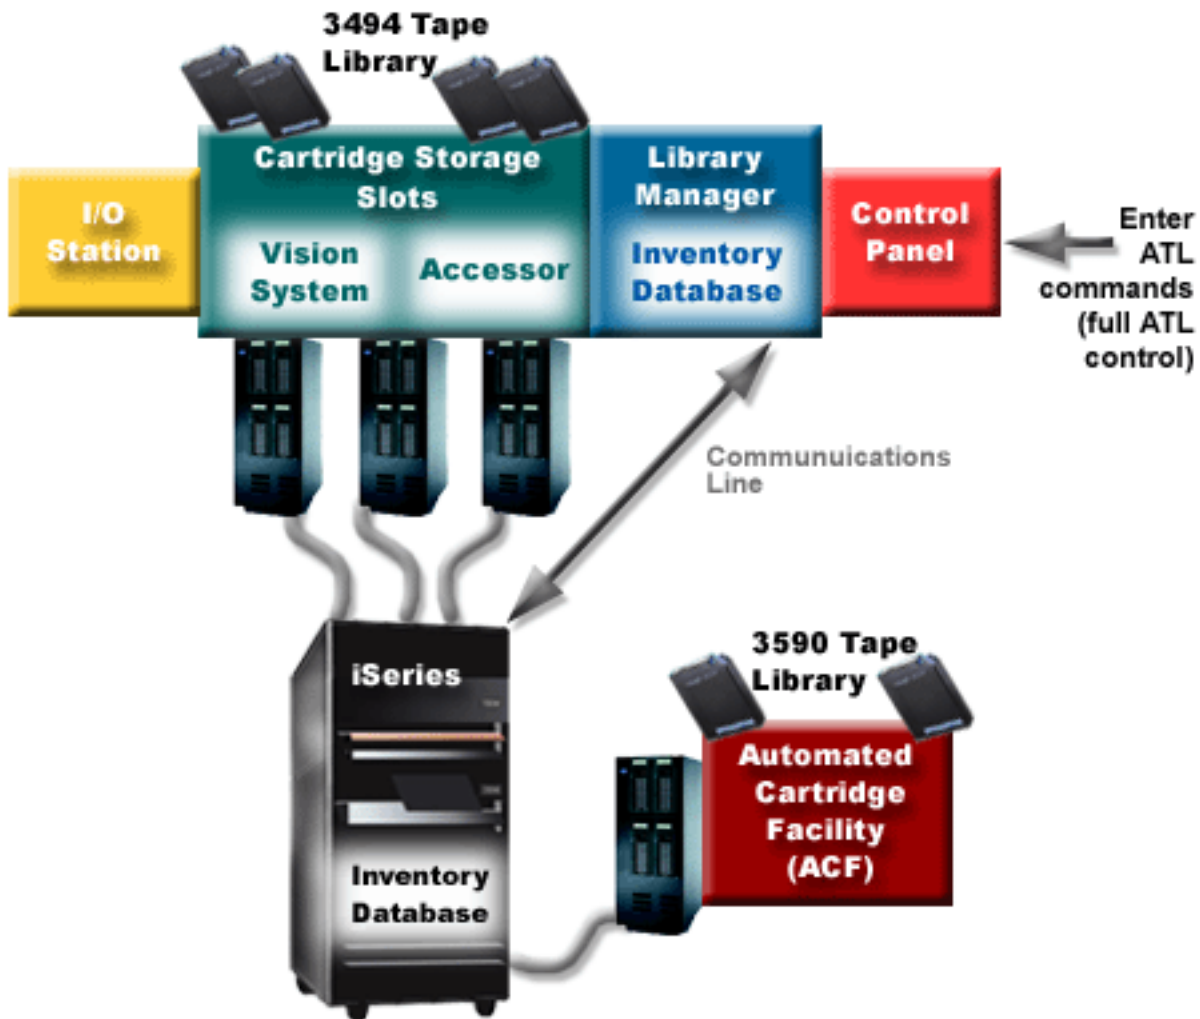 3494 Tape
Library
Cartridge Storage
Slots
Library
Manager
I/O
Station
Control
Panel
Enter
ATL
commands
(full ATL
control)
Vision
System
Accessor
Inventory
Database
Communuications
Line
iSeries
3590 Tape
Library
Automated
Cartridge
Facility
(ACF)
Inventory
Database